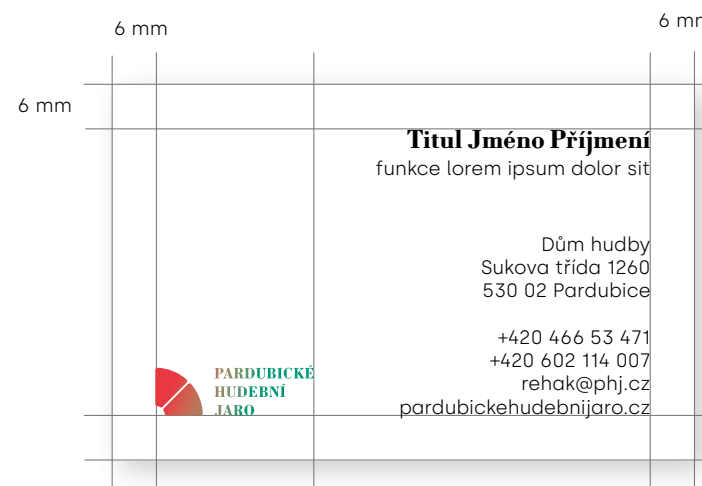 6 mm
6 mm
6 mm
Titul Jméno Příjmení
funkce lorem ipsum dolor sit
Dům hudby
Sukova třída 1260
530 02 Pardubice
+420 466 53 471
+420 602 114 007
rehak@phj.cz
pardubickehudebnijaro.cz
PARDUBICKÉ
HUDEBNÍ
JARO